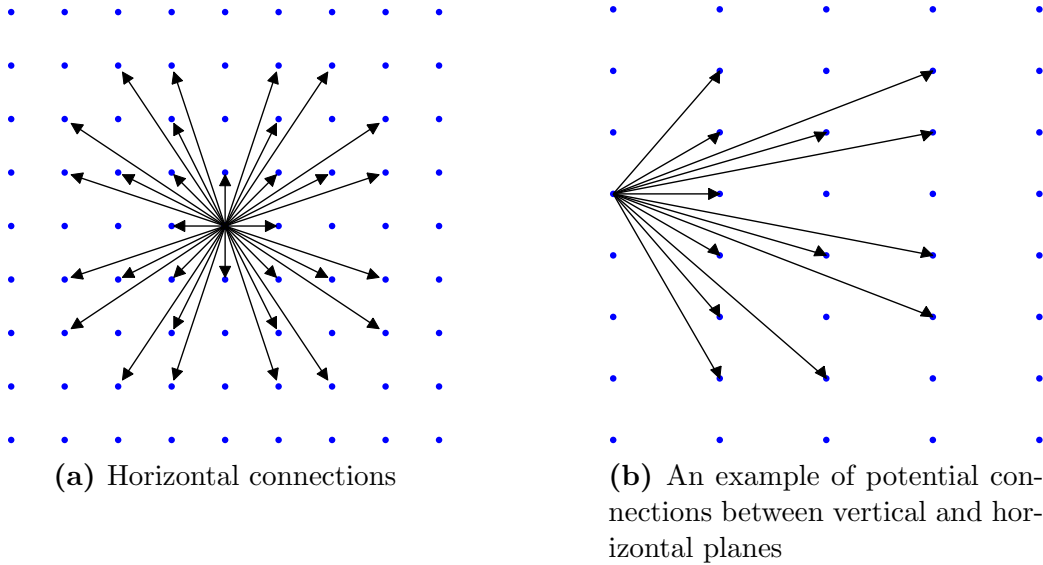 (a) Horizontal connections
(b) An example of potential con-
nections between vertical and hor-
izontal planes